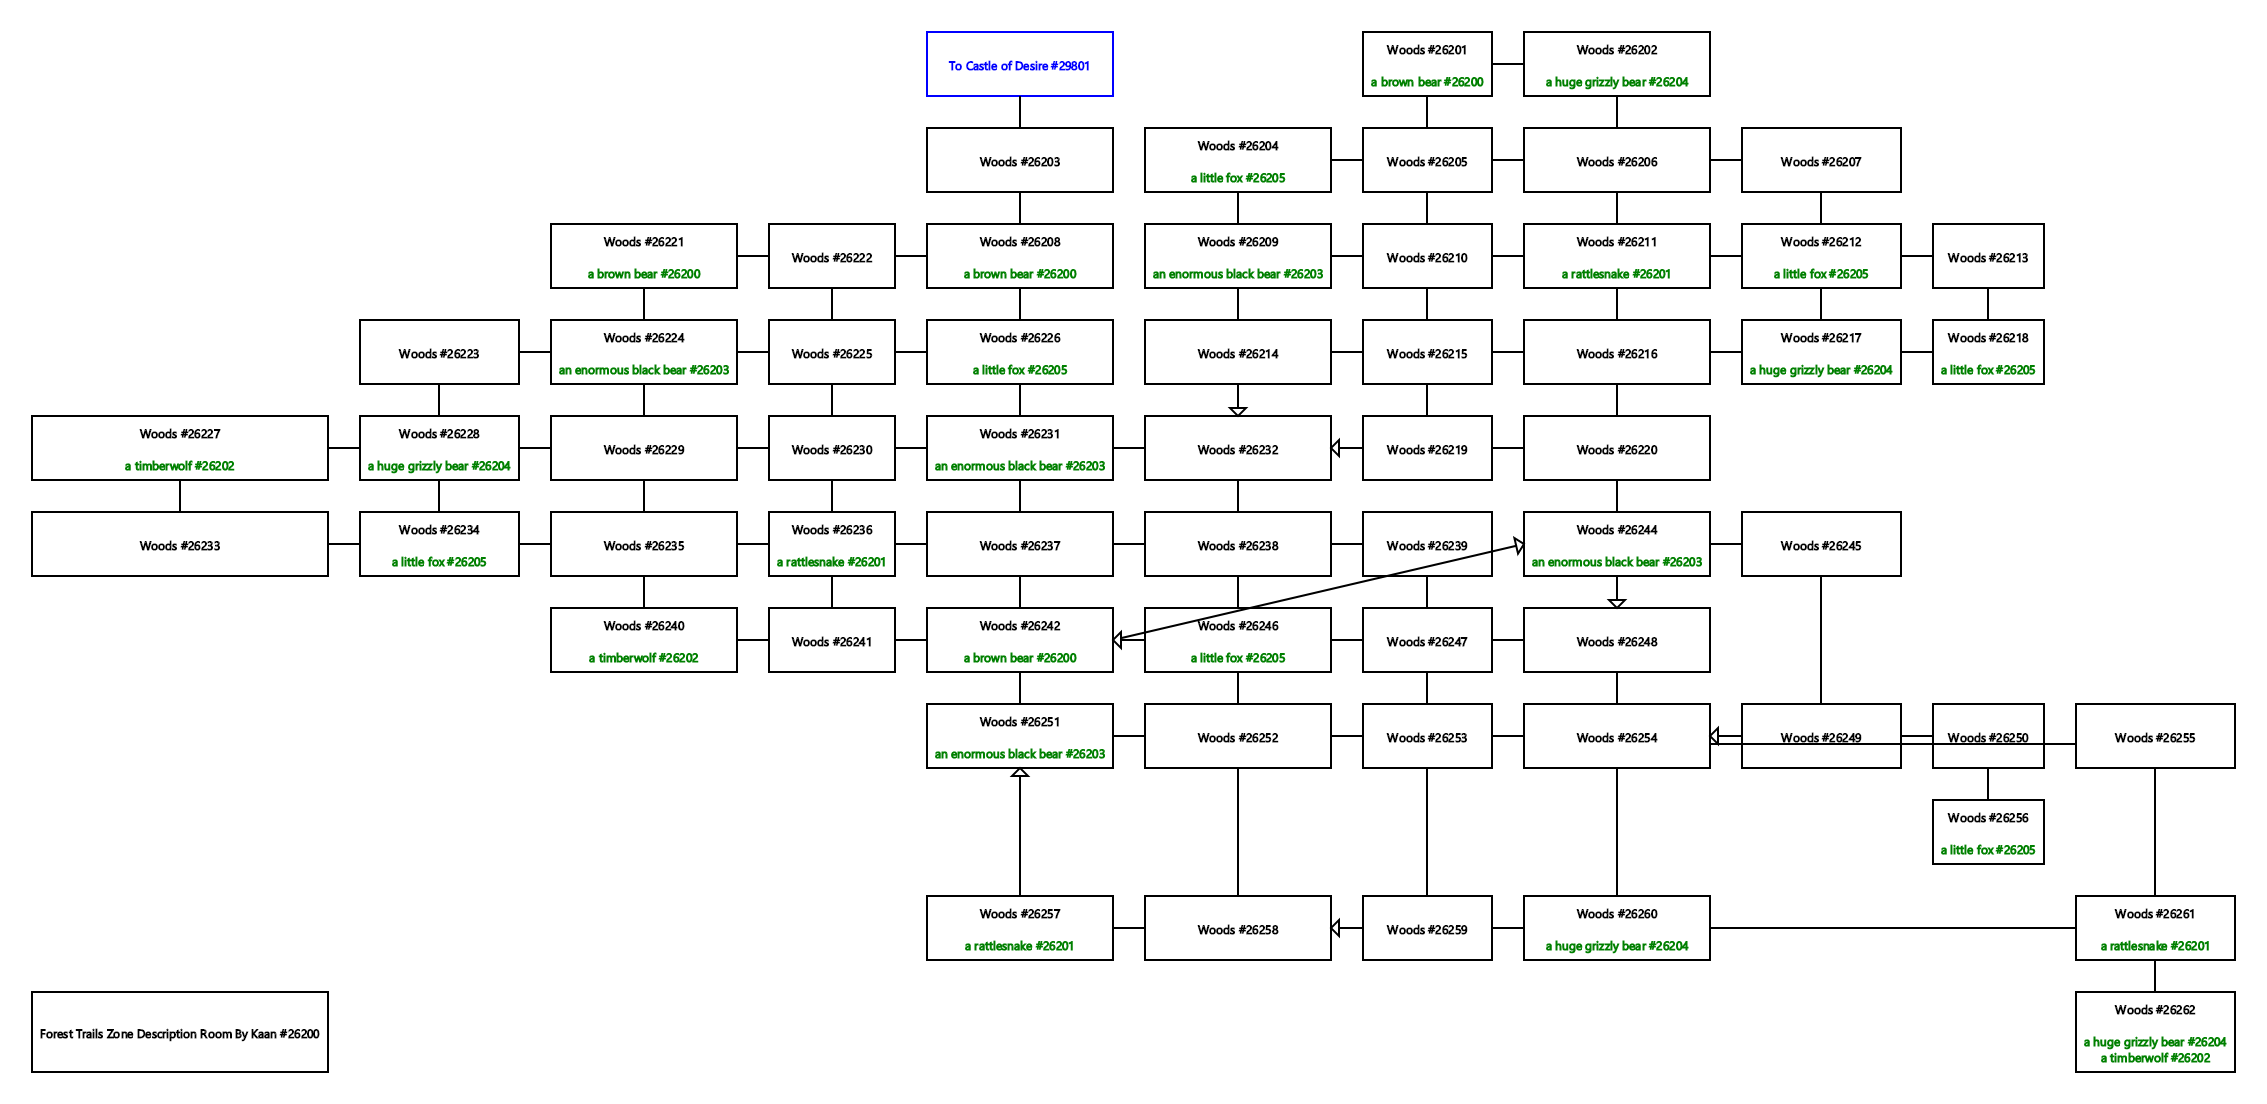 Woods #26201
a brown bear #26200
Woods #26202
a huge grizzly bear #26204
To Castle of Desire #29801
Woods #26203
Woods #26204
a little fox #26205
Woods #26205
Woods #26206
Woods #26207
Woods #26221
a brown bear #26200
Woods #26222
Woods #26208
a brown bear #26200
Woods #26209
an enormous black bear #26203
Woods #26210
Woods #26211
a rattlesnake #26201
Woods #26212
a little fox #26205
Woods #26213
Woods #26223
Woods #26224
an enormous black bear #26203
Woods #26225
Woods #26226
a little fox #26205
Woods #26214
Woods #26215
Woods #26216
Woods #26217
a huge grizzly bear #26204
Woods #26218
a little fox #26205
Woods #26227
a timberwolf #26202
Woods #26228
a huge grizzly bear #26204
Woods #26229
Woods #26230
Woods #26231
an enormous black bear #26203
Woods #26232
Woods #26219
Woods #26220
Woods #26233
Woods #26234
a little fox #26205
Woods #26235
Woods #26236
a rattlesnake #26201
Woods #26237
Woods #26238
Woods #26239
Woods #26244
an enormous black bear #26203
Woods #26245
Woods #26240
a timberwolf #26202
Woods #26241
Woods #26242
a brown bear #26200
Woods #26246
a little fox #26205
Woods #26247
Woods #26248
Woods #26251
an enormous black bear #26203
Woods #26252
Woods #26253
Woods #26254
Woods #26249
Woods #26250
Woods #26255
Woods #26256
a little fox #26205
Woods #26257
a rattlesnake #26201
Woods #26258
Woods #26259
Woods #26260
a huge grizzly bear #26204
Woods #26261
a rattlesnake #26201
Forest Trails Zone Description Room By Kaan #26200
Woods #26262
a huge grizzly bear #26204
a timberwolf #26202